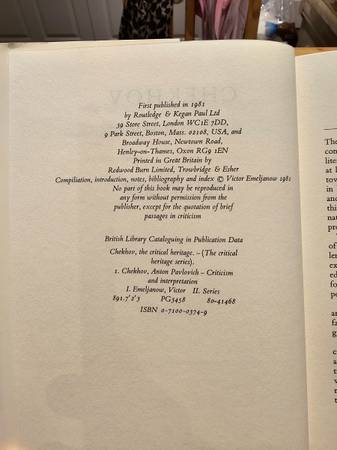 First published in 1981
by Routledge & Kegan Paul Ltd
39 Store Street, London WC1E 7DD,
9 Park Street, Boston, Mass. 02108, USA, and
Broadway House, Newtown Road,
Henley-on-Thames, Oxon RG9 1EN
Printed in Great Britain by
Redwood Burn Limited, Trowbridge & Esher
Compilation, introduction, notes, bibliography and index © Victor Emeljanow 1981
No part of this book may be reproduced in
any form without permission from the
publisher, except for the quotation of brief
passages in criticism
British Library Cataloguing in Publication Data
Chekhov, the critical heritage. – (The critical
heritage series).
1. Chekhov, Anton Pavlovich – Criticism
and interpretation
I. Emeljanow, Victor II. Series
891.7'2'3 PG3458 80-41468
ISBN 0-7100-0374-9